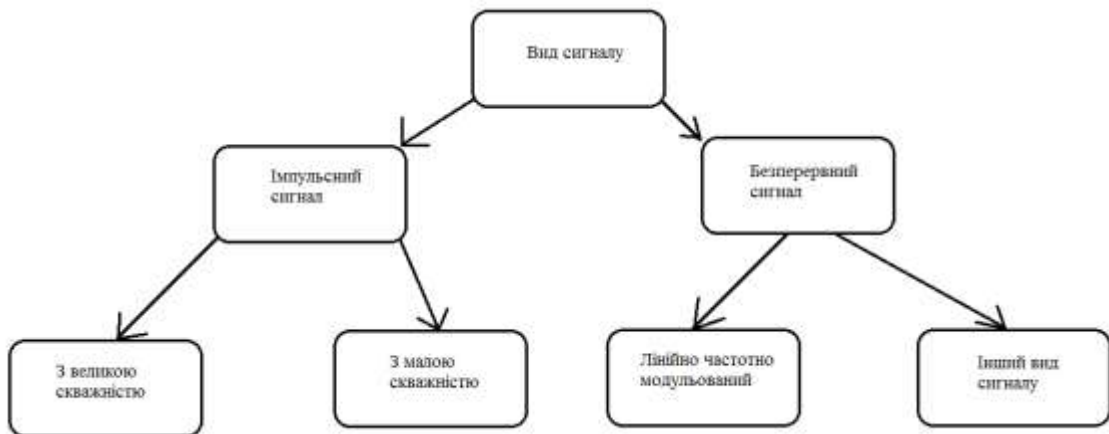 Вид сигналу
Імпульсний
сигнал
Безперервний
сигнал
З великою
скважністю
З малою
скважністю
Лінійно частотно
модульований
Інший вид
сигналу